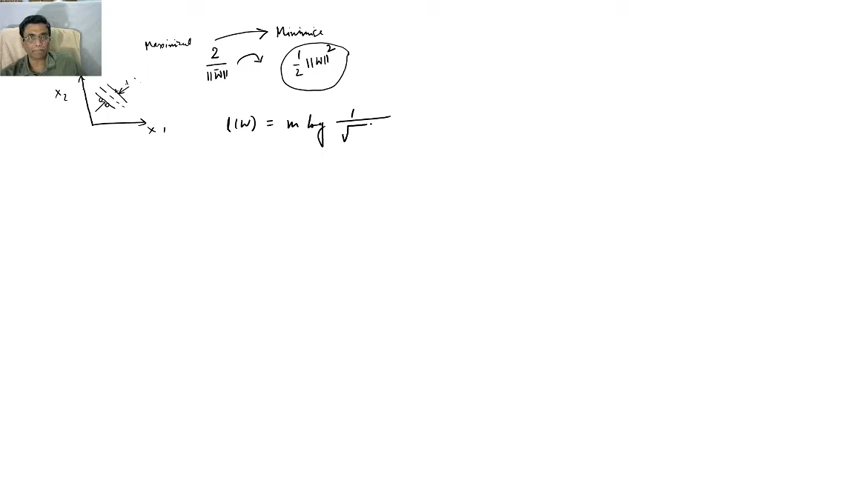 Maximize → Minimize
2/||w|| ↷ 1/2 ||w||²
x₂
x₁
l(w) = m log 1/√